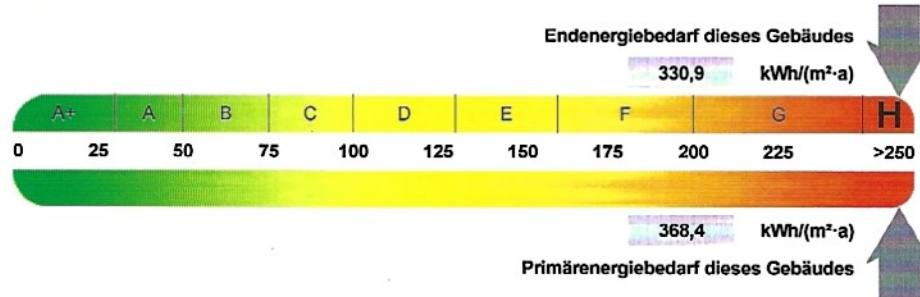 Endenergiebedarf dieses Gebäudes
330,9 kWh/(m²·a)
A+ A B C D E F G H
0 25 50 75 100 125 150 175 200 225 >250
368,4 kWh/(m²·a)
Primärenergiebedarf dieses Gebäudes